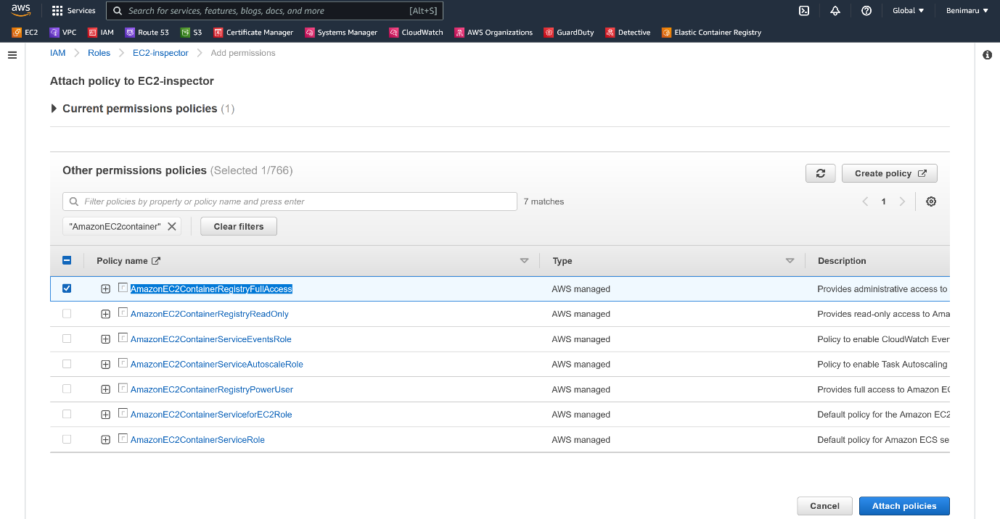 aws Services Search for services, features, blogs, docs, and more [Alt+S] Global ▼ Benimaru ▼
EC2 VPC IAM Route 53 S3 Certificate Manager Systems Manager CloudWatch AWS Organizations GuardDuty Detective Elastic Container Registry
IAM > Roles > EC2-inspector > Add permissions
Attach policy to EC2-inspector
Current permissions policies (1)
Other permissions policies (Selected 1/766)
Create policy
Filter policies by property or policy name and press enter 7 matches 1
"AmazonEC2container" Clear filters
Policy name Type Description
AmazonEC2ContainerRegistryFullAccess AWS managed Provides administrative access to
AmazonEC2ContainerRegistryReadOnly AWS managed Provides read-only access to Ama
AmazonEC2ContainerServiceEventsRole AWS managed Policy to enable CloudWatch Ever
AmazonEC2ContainerServiceAutoscaleRole AWS managed Policy to enable Task Autoscaling
AmazonEC2ContainerRegistryPowerUser AWS managed Provides full access to Amazon EC
AmazonEC2ContainerServiceforEC2Role AWS managed Default policy for the Amazon EC2
AmazonEC2ContainerServiceRole AWS managed Default policy for Amazon ECS se
Cancel Attach policies